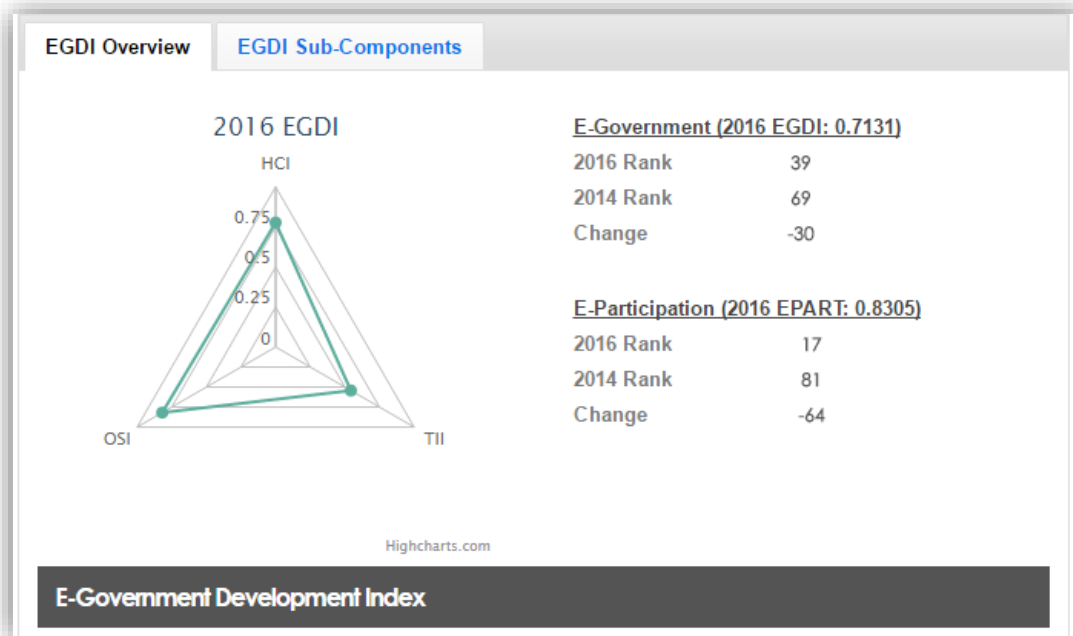 EGDI Overview
EGDI Sub-Components
2016 EGDI
HCI
0.75
0.5
0.25
0
OSI
TII
Highcharts.com
E-Government (2016 EGDI: 0.7131)
2016 Rank 39
2014 Rank 69
Change -30
E-Participation (2016 EPART: 0.8305)
2016 Rank 17
2014 Rank 81
Change -64
E-Government Development Index